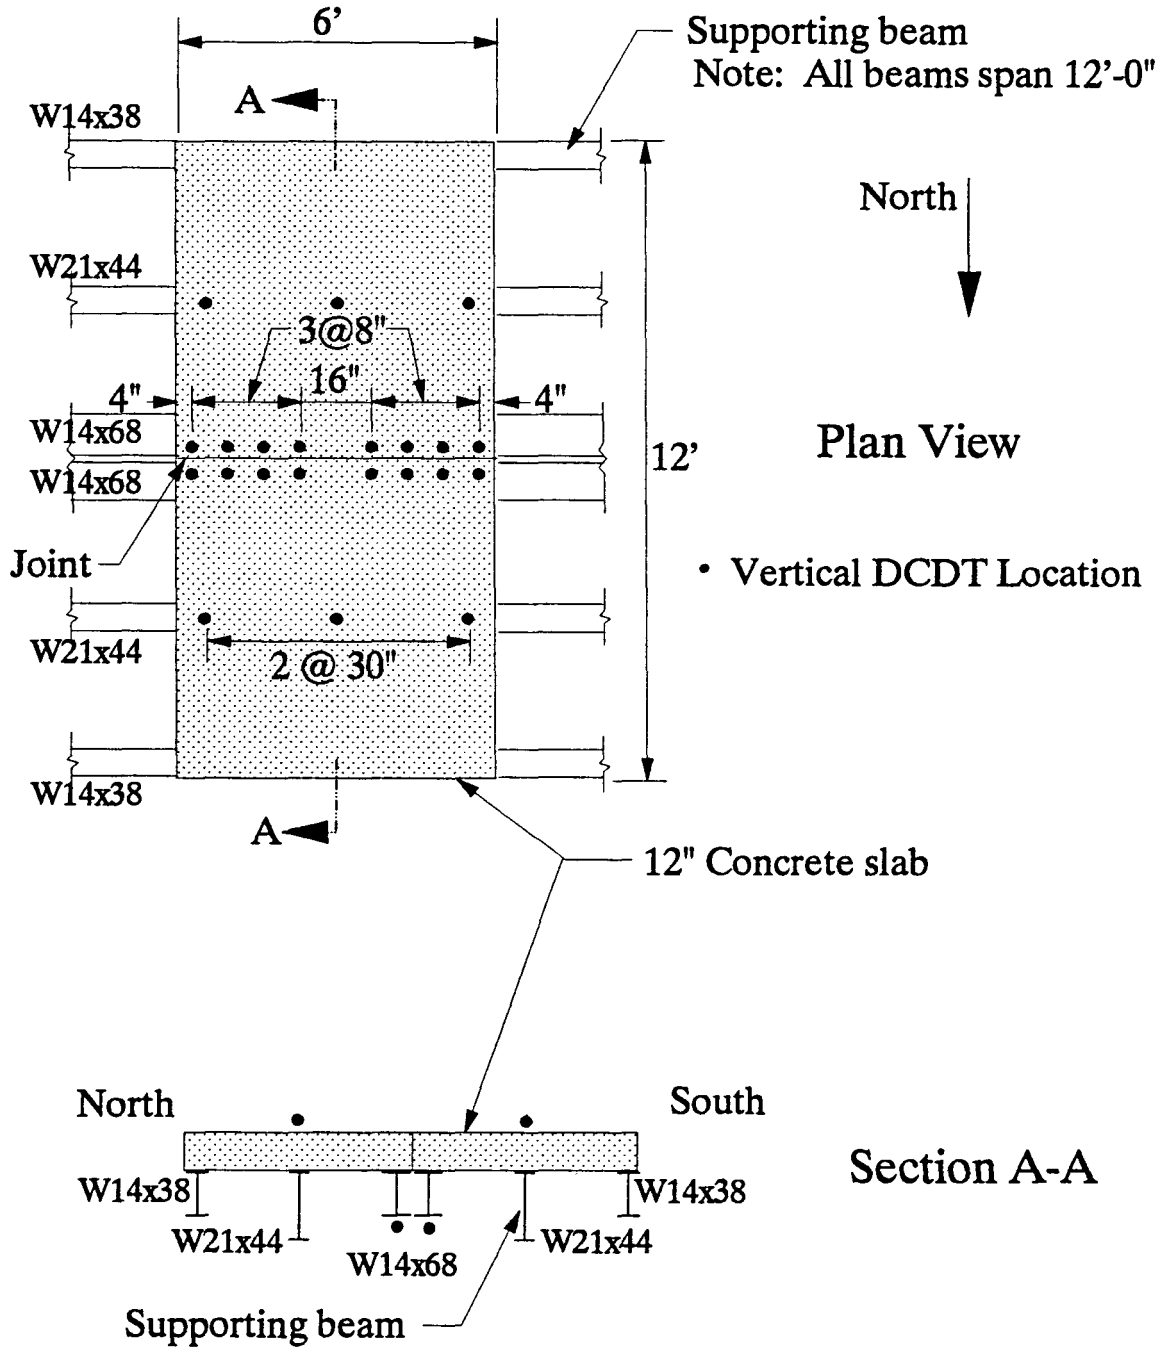 6'
Supporting beam
Note: All beams span 12'-0"
A
W14x38
North
W21x44
3@8"
16"
4"
4"
W14x68
12'
Plan View
W14x68
Joint
• Vertical DCDT Location
W21x44
2 @ 30"
W14x38
A
12" Concrete slab
North
South
Section A-A
W14x38
W14x38
W21x44
W21x44
W14x68
Supporting beam